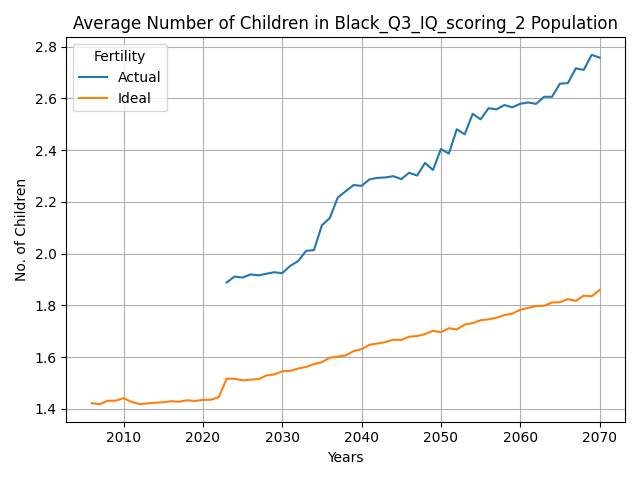 Average Number of Children in Black_Q3_IQ_scoring_2 Population
Fertility
Actual
Ideal
2.8
2.6
2.4
2.2
2.0
1.8
1.6
1.4
No. of Children
2010 2020 2030 2040 2050 2060 2070
Years